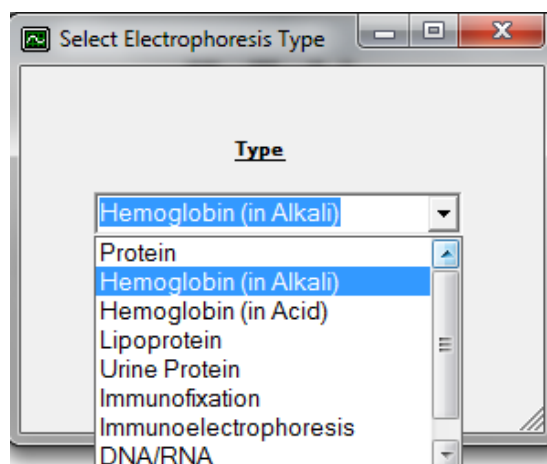 Select Electrophoresis Type
Type
Hemoglobin (in Alkali)
Protein
Hemoglobin (in Alkali)
Hemoglobin (in Acid)
Lipoprotein
Urine Protein
Immunofixation
Immunoelectrophoresis
DNA/RNA